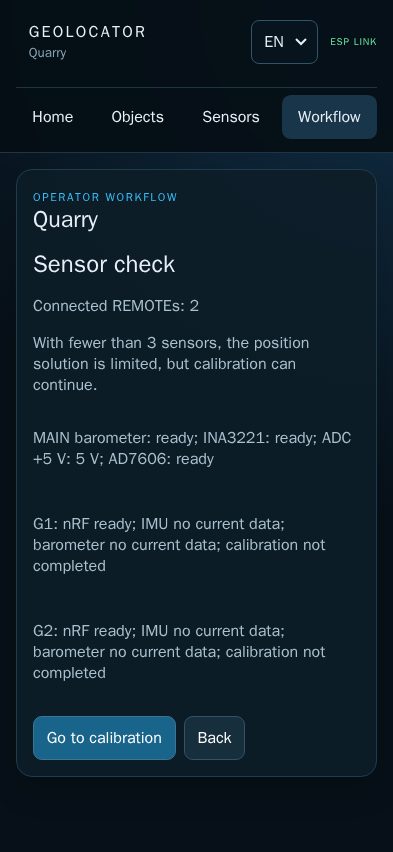 GEOLOCATOR
Quarry
EN
ESP LINK
Home
Objects
Sensors
Workflow
OPERATOR WORKFLOW
Quarry
Sensor check
Connected REMOTEs: 2
With fewer than 3 sensors, the position
solution is limited, but calibration can
continue.
MAIN barometer: ready; INA3221: ready; ADC
+5 V: 5 V; AD7606: ready
G1: nRF ready; IMU no current data;
barometer no current data; calibration not
completed
G2: nRF ready; IMU no current data;
barometer no current data; calibration not
completed
Go to calibration
Back